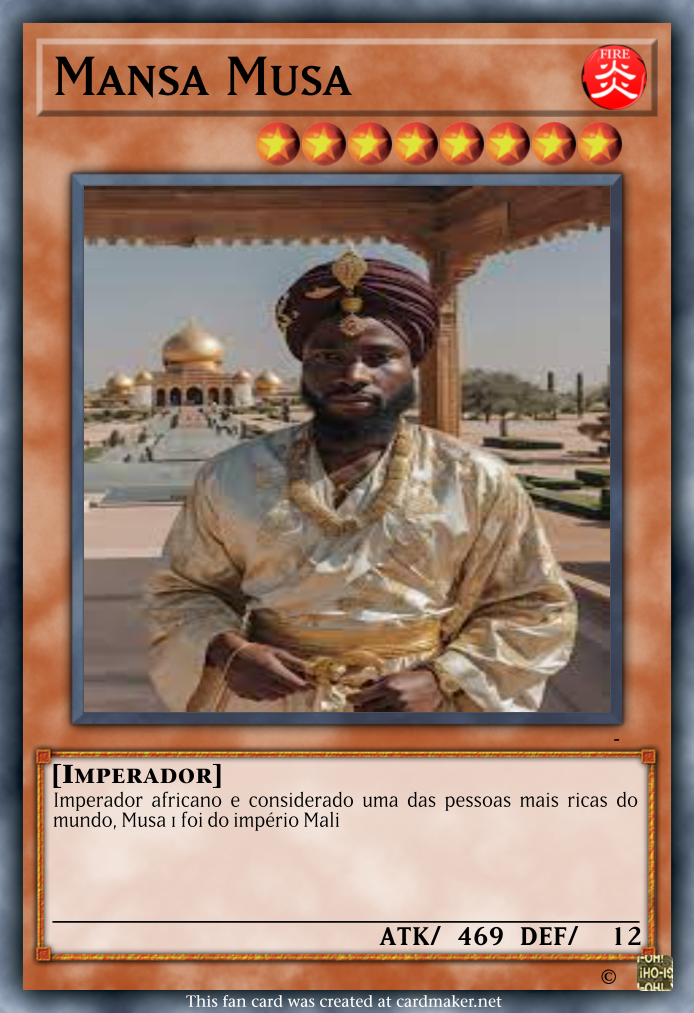 Mansa Musa
FIRE
炎
-
[Imperador]
Imperador africano e considerado uma das pessoas mais ricas do
mundo, Musa I foi do império Mali
ATK/ 469 DEF/ 12
©
This fan card was created at cardmaker.net